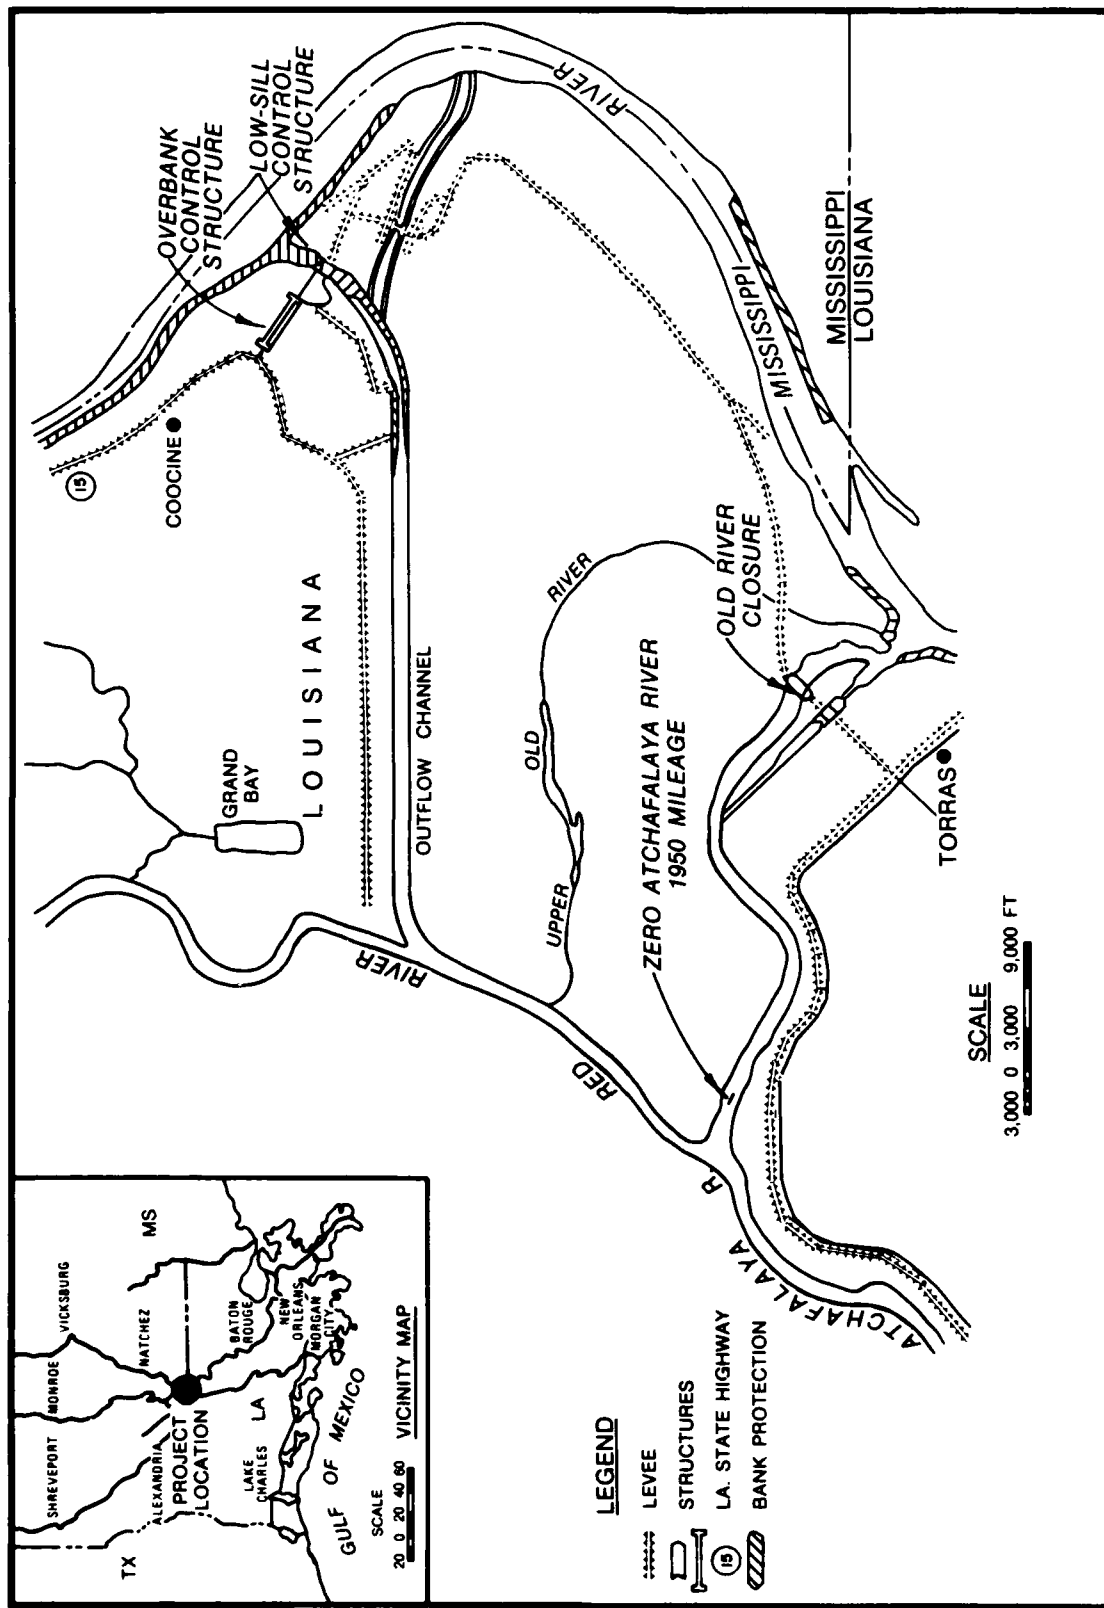 VICKSBURG
MONROE
SHREVEPORT
NATCHEZ
MS
ALEXANDRIA
PROJECT
LOCATION
TX
LA
BATON
ROUGE
NEW
ORLEANS
MORGAN
CITY
LAKE
CHARLES
GULF OF MEXICO
SCALE
20 0 20 40 60
VICINITY MAP
15
COOCINE
OVERBANK
CONTROL
STRUCTURE
LOW-SILL
CONTROL
STRUCTURE
GRAND
BAY
LOUISIANA
OUTFLOW CHANNEL
RED RIVER
UPPER OLD RIVER
MISSISSIPPI RIVER
ZERO ATCHAFALAYA RIVER
1950 MILEAGE
OLD RIVER
CLOSURE
MISSISSIPPI
LOUISIANA
ATCHAFALAYA R.
TORRAS
LEGEND
LEVEE
STRUCTURES
15 LA. STATE HIGHWAY
BANK PROTECTION
SCALE
3,000 0 3,000 9,000 FT